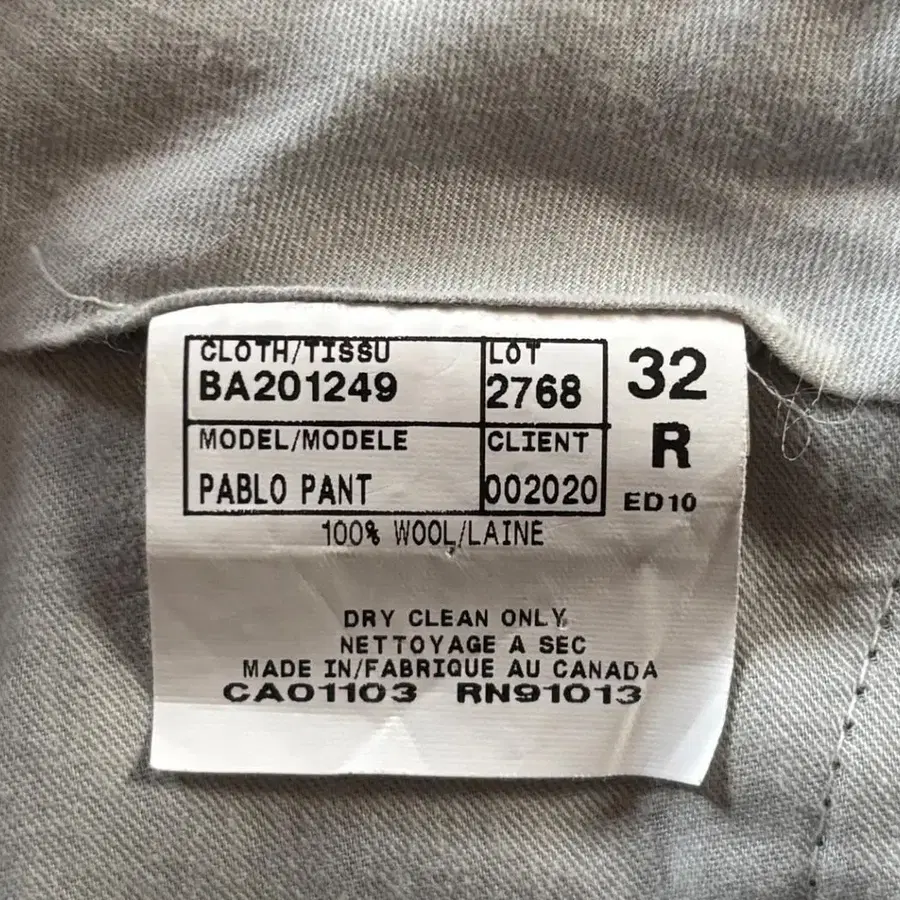 CLOTH/TISSU LOT 32
BA201249 2768
MODEL/MODELE CLIENT R
PABLO PANT 002020 ED10
100% WOOL/LAINE
DRY CLEAN ONLY
NETTOYAGE A SEC
MADE IN/FABRIQUE AU CANADA
CA01103 RN91013